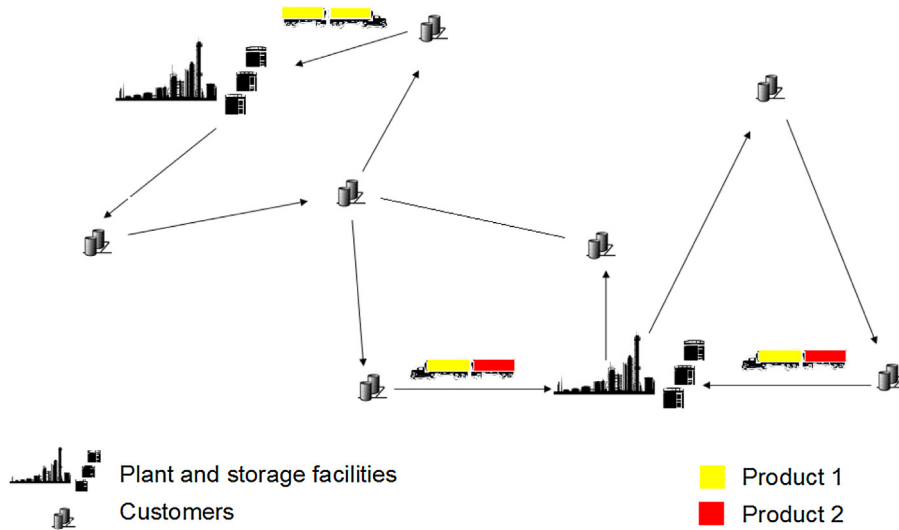 Plant and storage facilities
Customers
Product 1
Product 2